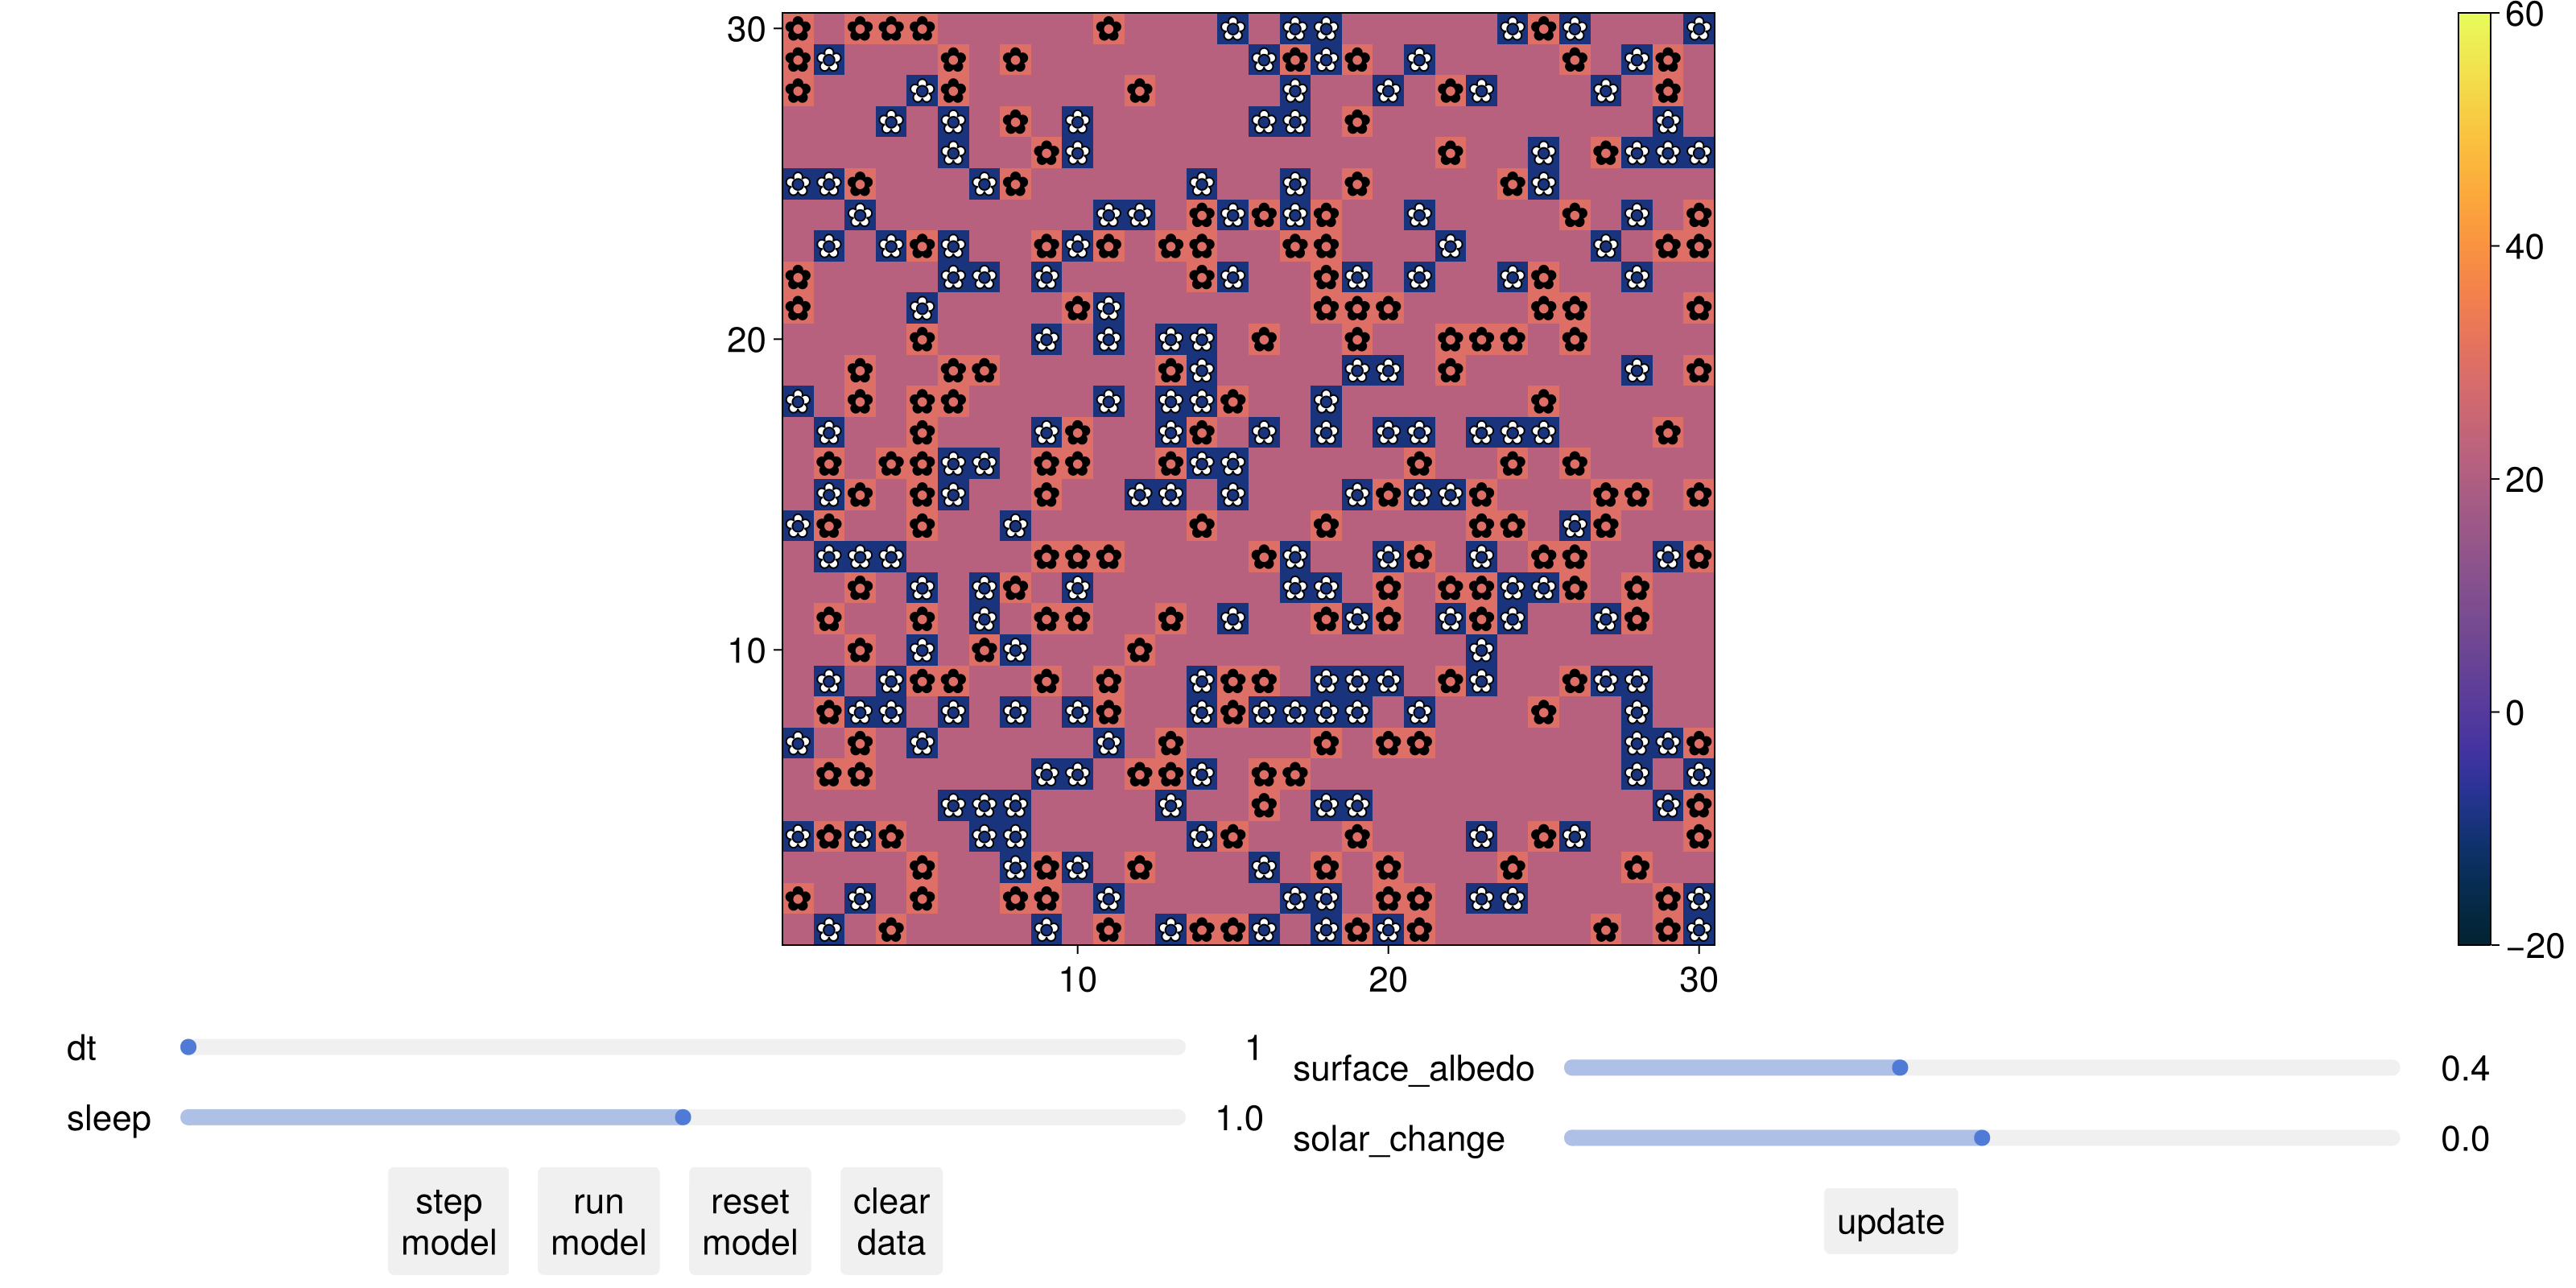 30
20
10
10 20 30
60
40
20
0
−20
dt 1
sleep 1.0
step
model
run
model
reset
model
clear
data
surface_albedo 0.4
solar_change 0.0
update